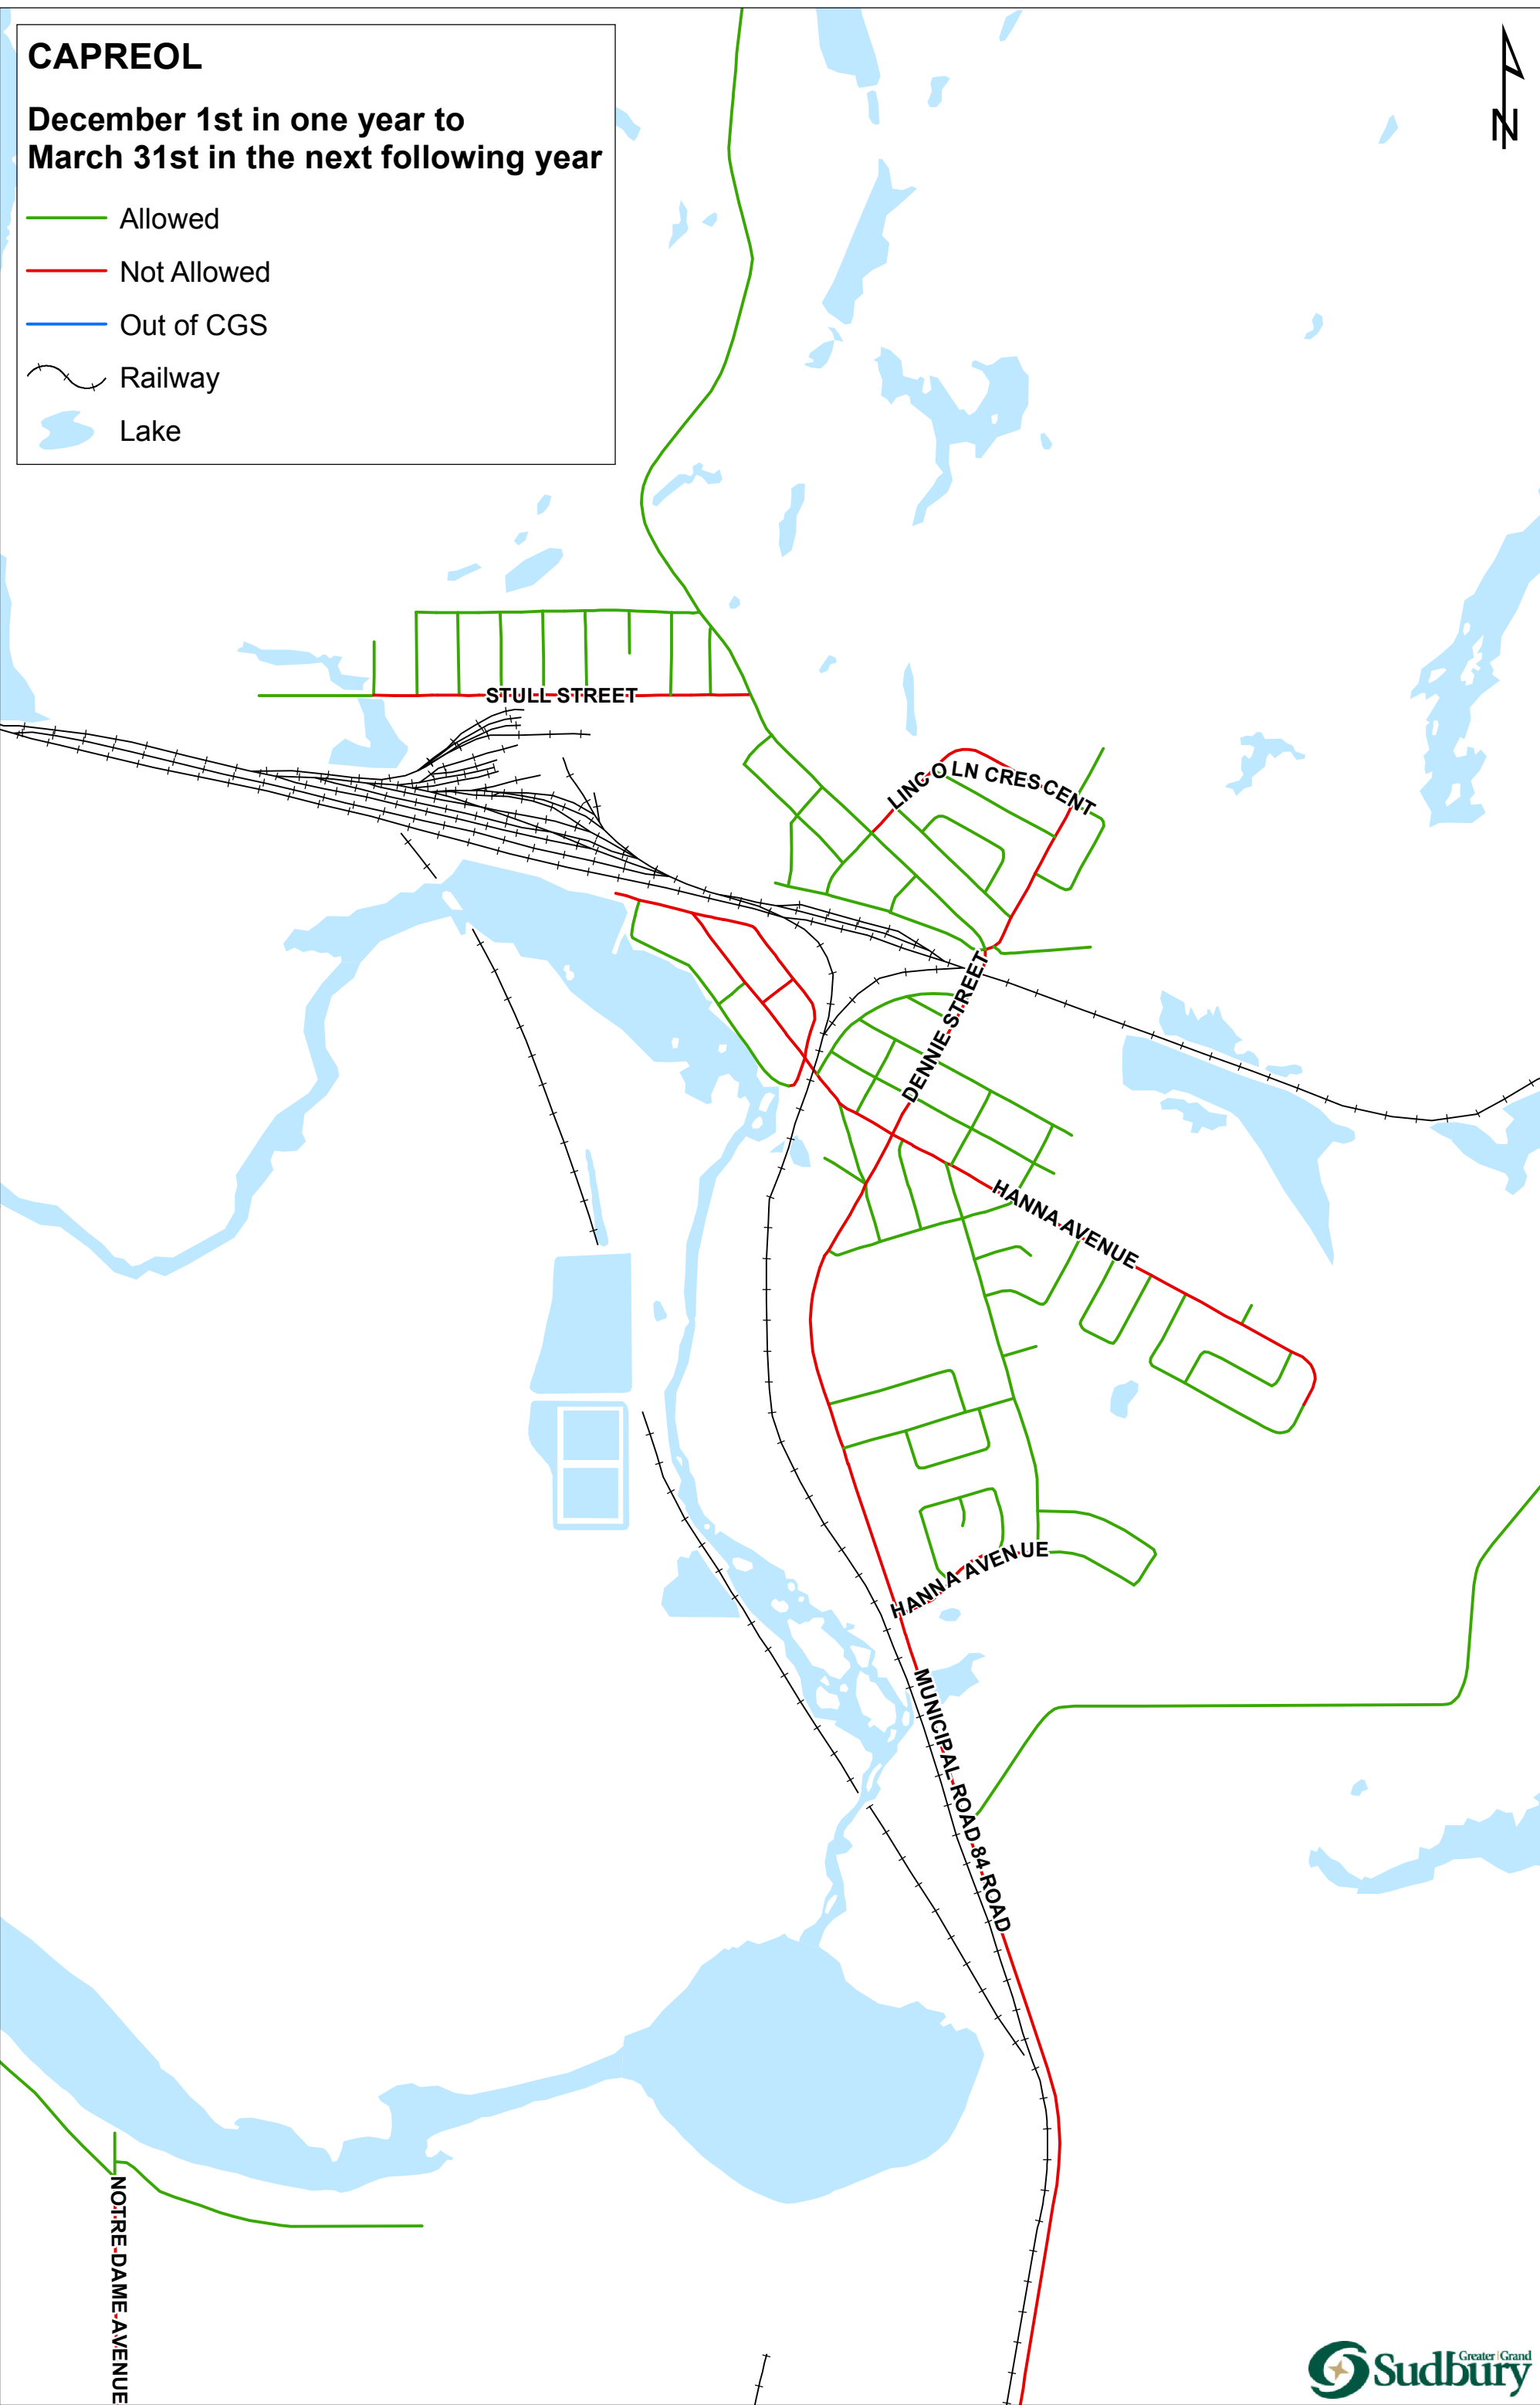 CAPREOL
December 1st in one year to
March 31st in the next following year
Allowed
Not Allowed
Out of CGS
Railway
Lake
N
STULL STREET
LINCOLN CRESCENT
DENNIE STREET
HANNA AVENUE
HANNA AVENUE
MUNICIPAL ROAD 84 ROAD
NOTRE DAME AVENUE
Greater | Grand
Sudbury